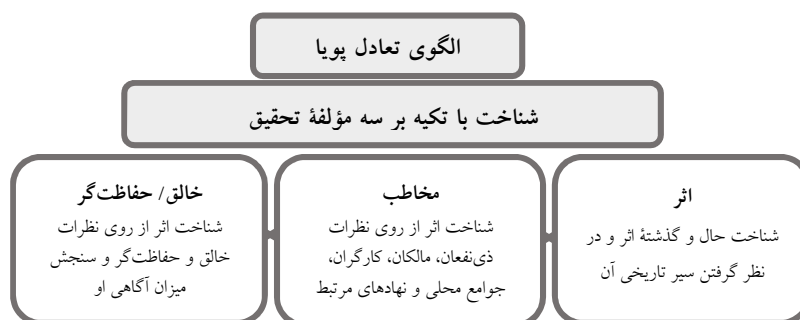 الگوی تعادل پویا
شناخت با تکیه بر سه مؤلفهٔ تحقیق
اثر
شناخت حال و گذشتهٔ اثر و در
نظر گرفتن سیر تاریخی آن
مخاطب
شناخت اثر از روی نظرات
ذی‌نفعان، مالکان، کارگران،
جوامع محلی و نهادهای مرتبط
خالق/ حفاظت‌گر
شناخت اثر از روی نظرات
خالق و حفاظت‌گر و سنجش
میزان آگاهی او